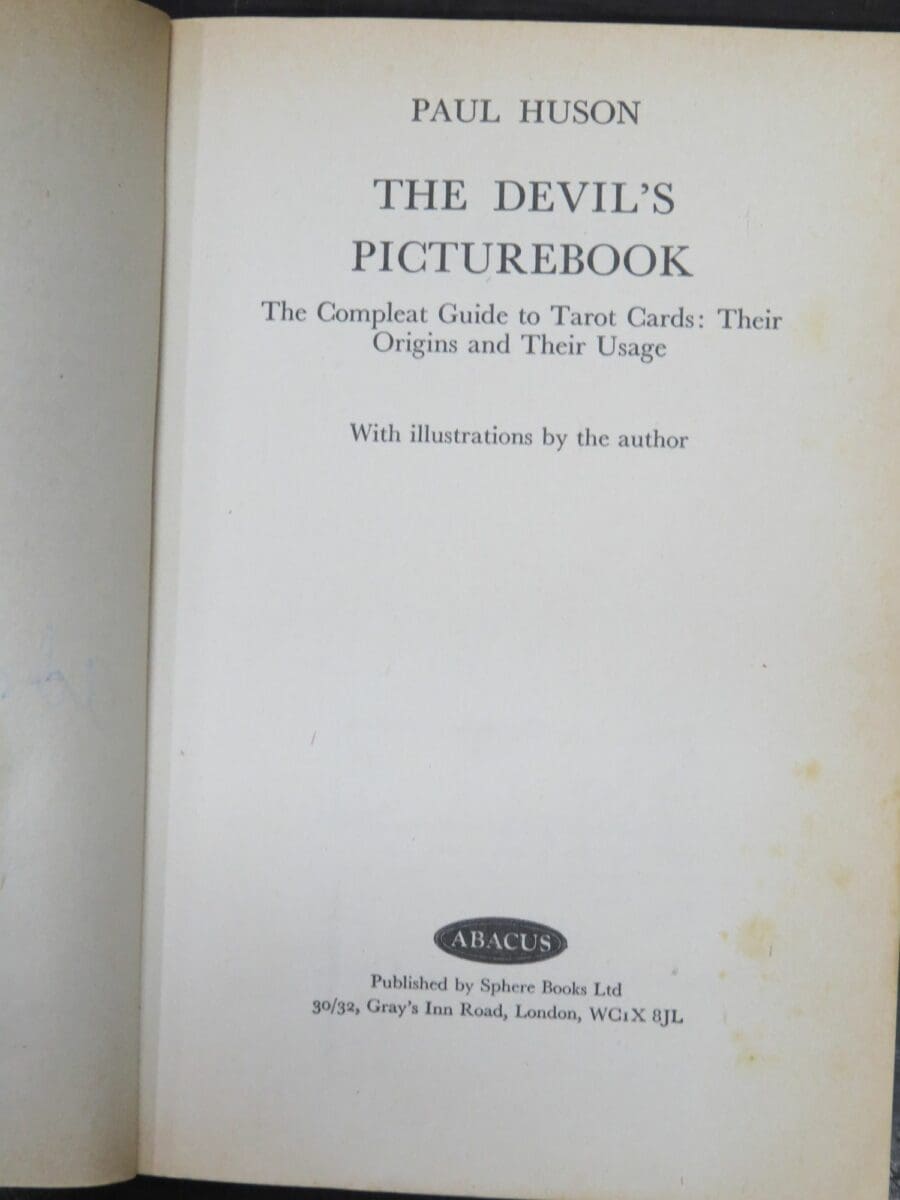 PAUL HUSON
THE DEVIL'S
PICTUREBOOK
The Compleat Guide to Tarot Cards: Their
Origins and Their Usage
With illustrations by the author
ABACUS
Published by Sphere Books Ltd
30/32, Gray's Inn Road, London, WC1X 8JL